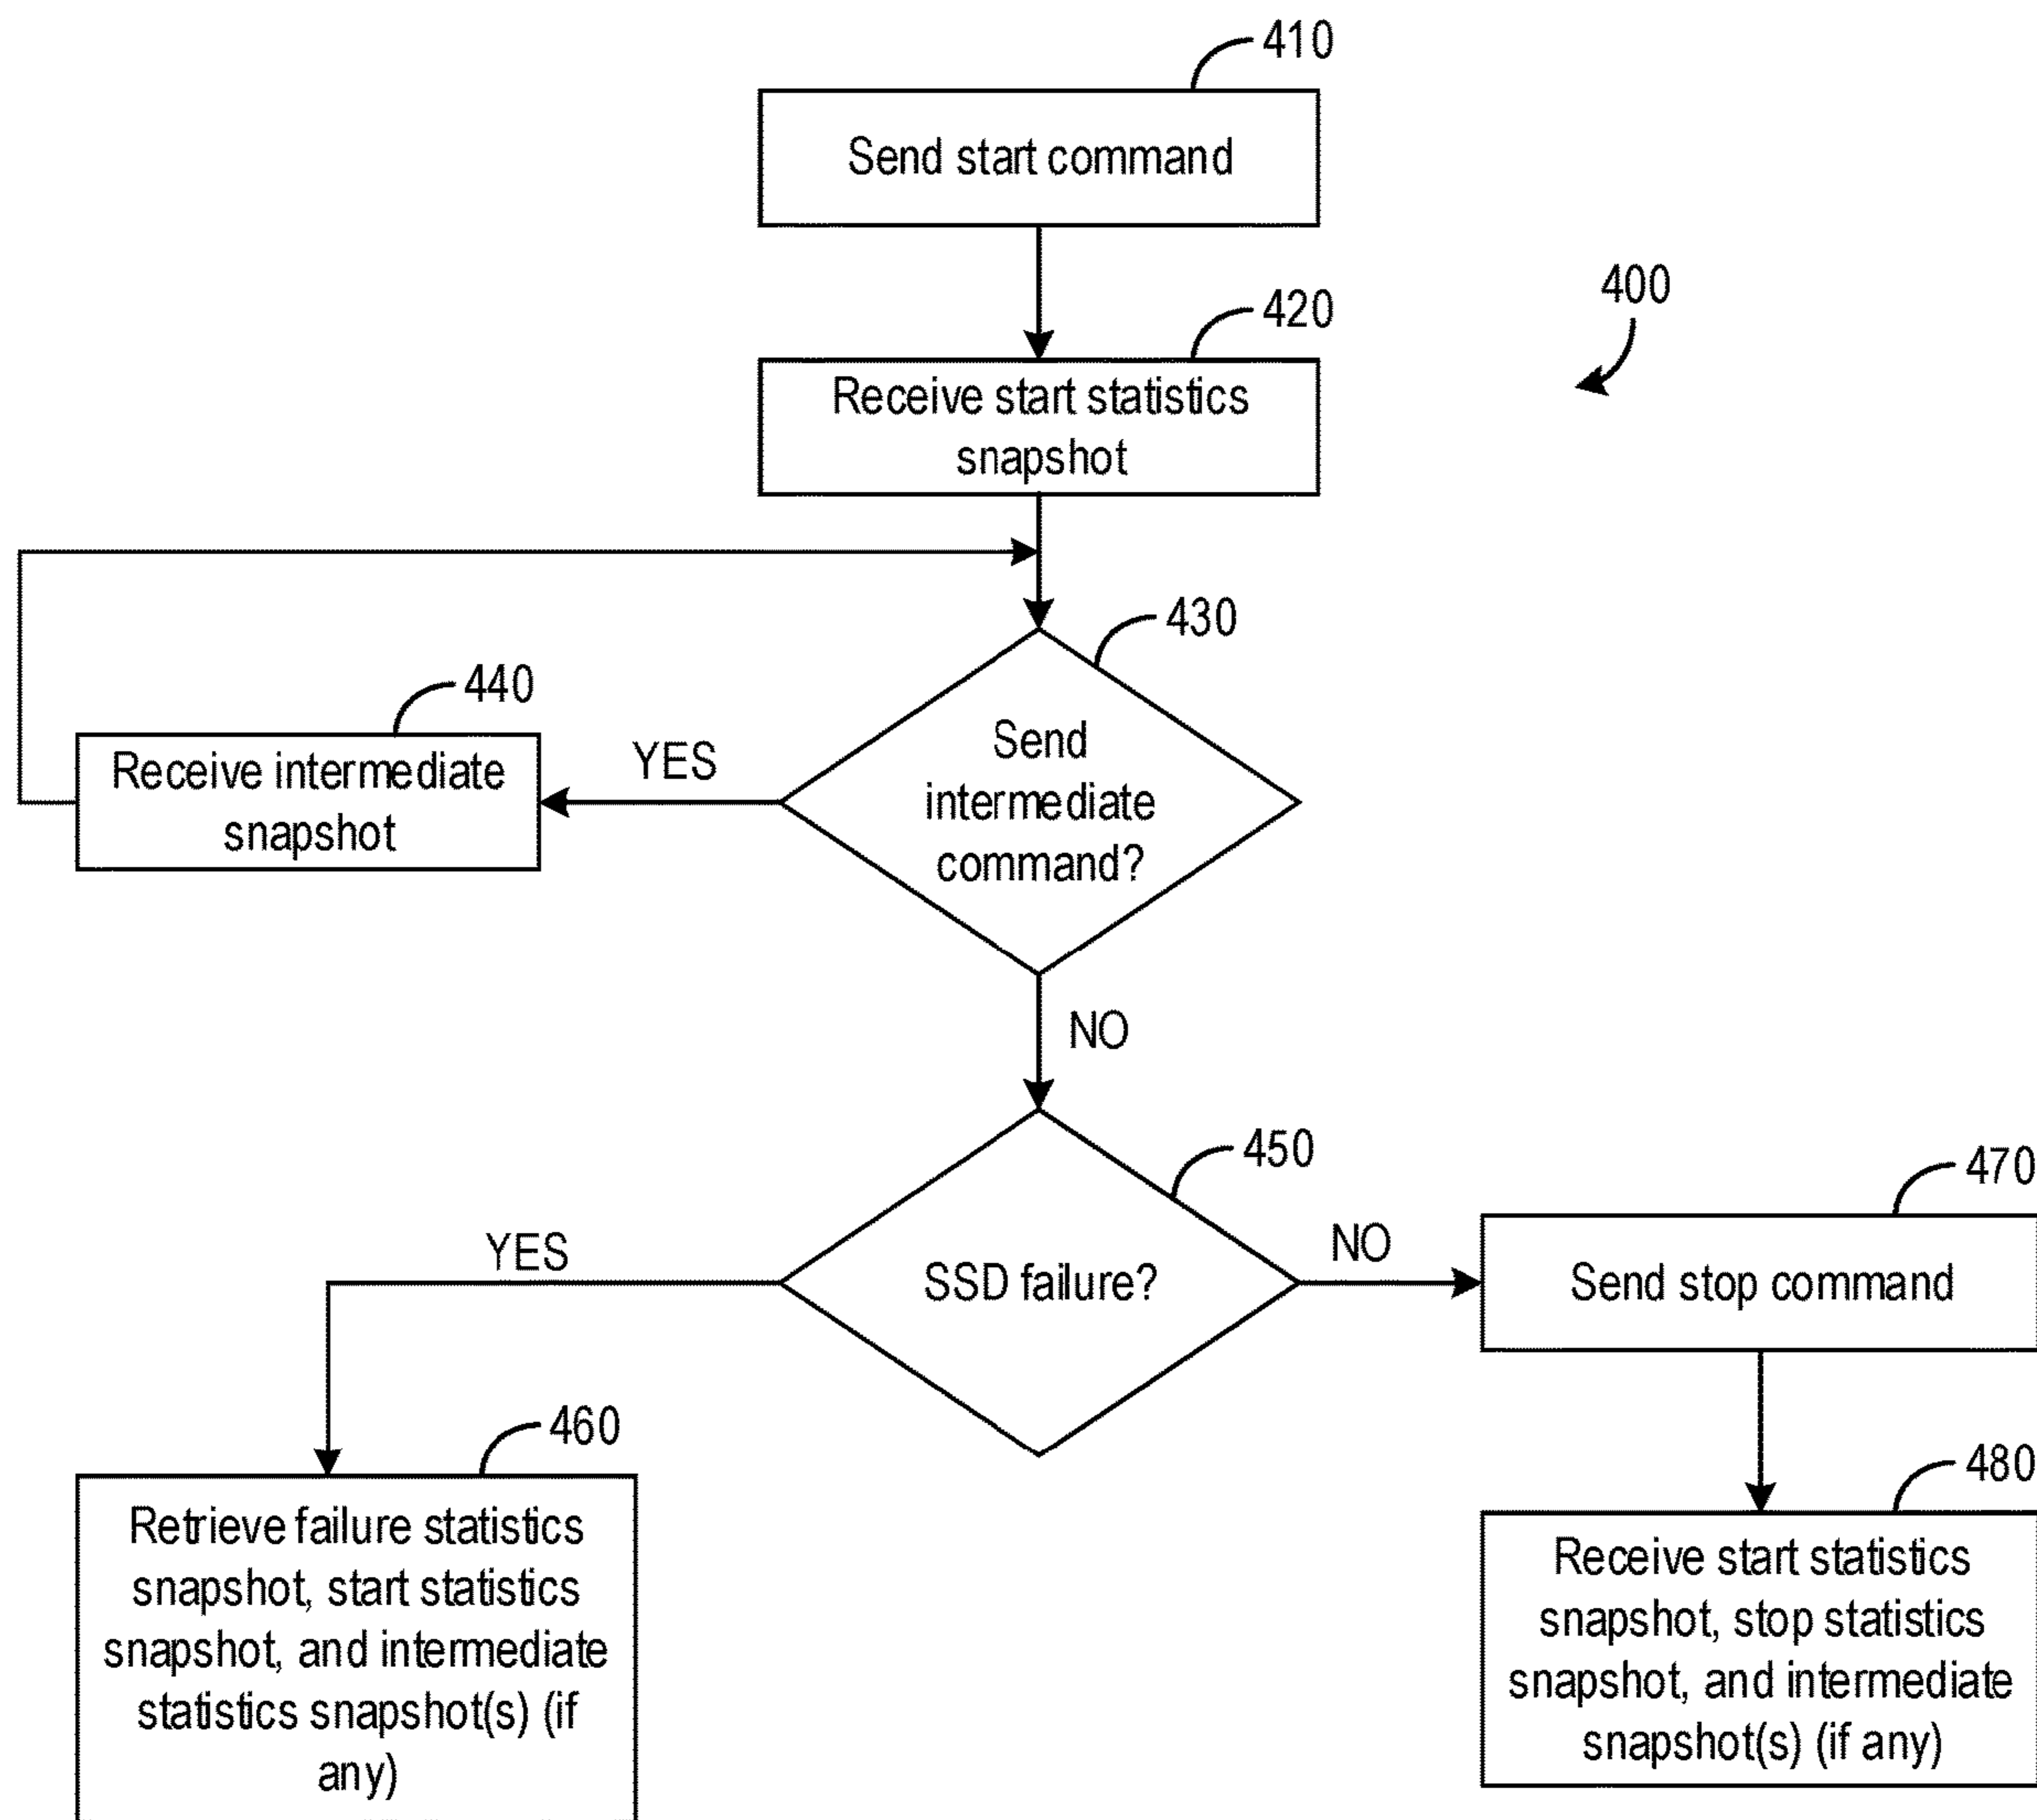 410
Send start command
400
420
Receive start statistics
snapshot
430
Send
intermediate
command?
440
YES
Receive intermediate
snapshot
NO
450
SSD failure?
YES
NO
470
Send stop command
460
Retrieve failure statistics
snapshot, start statistics
snapshot, and intermediate
statistics snapshot(s) (if
any)
480
Receive start statistics
snapshot, stop statistics
snapshot, and intermediate
snapshot(s) (if any)